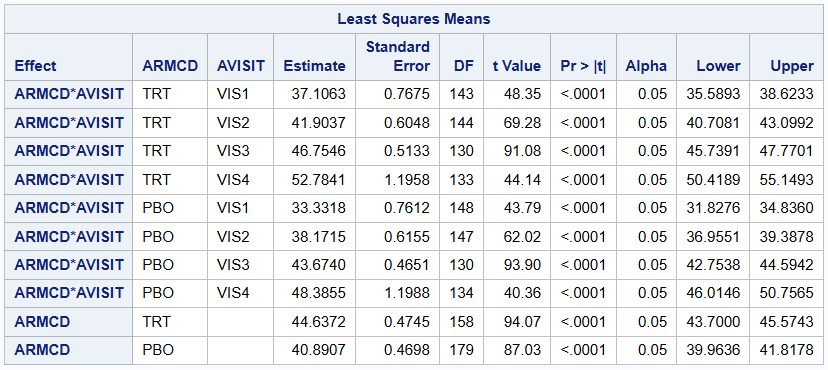 Least Squares Means
Effect ARMCD AVISIT Estimate Standard Error DF t Value Pr > |t| Alpha Lower Upper
ARMCD*AVISIT TRT VIS1 37.1063 0.7675 143 48.35 <.0001 0.05 35.5893 38.6233
ARMCD*AVISIT TRT VIS2 41.9037 0.6048 144 69.28 <.0001 0.05 40.7081 43.0992
ARMCD*AVISIT TRT VIS3 46.7546 0.5133 130 91.08 <.0001 0.05 45.7391 47.7701
ARMCD*AVISIT TRT VIS4 52.7841 1.1958 133 44.14 <.0001 0.05 50.4189 55.1493
ARMCD*AVISIT PBO VIS1 33.3318 0.7612 148 43.79 <.0001 0.05 31.8276 34.8360
ARMCD*AVISIT PBO VIS2 38.1715 0.6155 147 62.02 <.0001 0.05 36.9551 39.3878
ARMCD*AVISIT PBO VIS3 43.6740 0.4651 130 93.90 <.0001 0.05 42.7538 44.5942
ARMCD*AVISIT PBO VIS4 48.3855 1.1988 134 40.36 <.0001 0.05 46.0146 50.7565
ARMCD TRT 44.6372 0.4745 158 94.07 <.0001 0.05 43.7000 45.5743
ARMCD PBO 40.8907 0.4698 179 87.03 <.0001 0.05 39.9636 41.8178